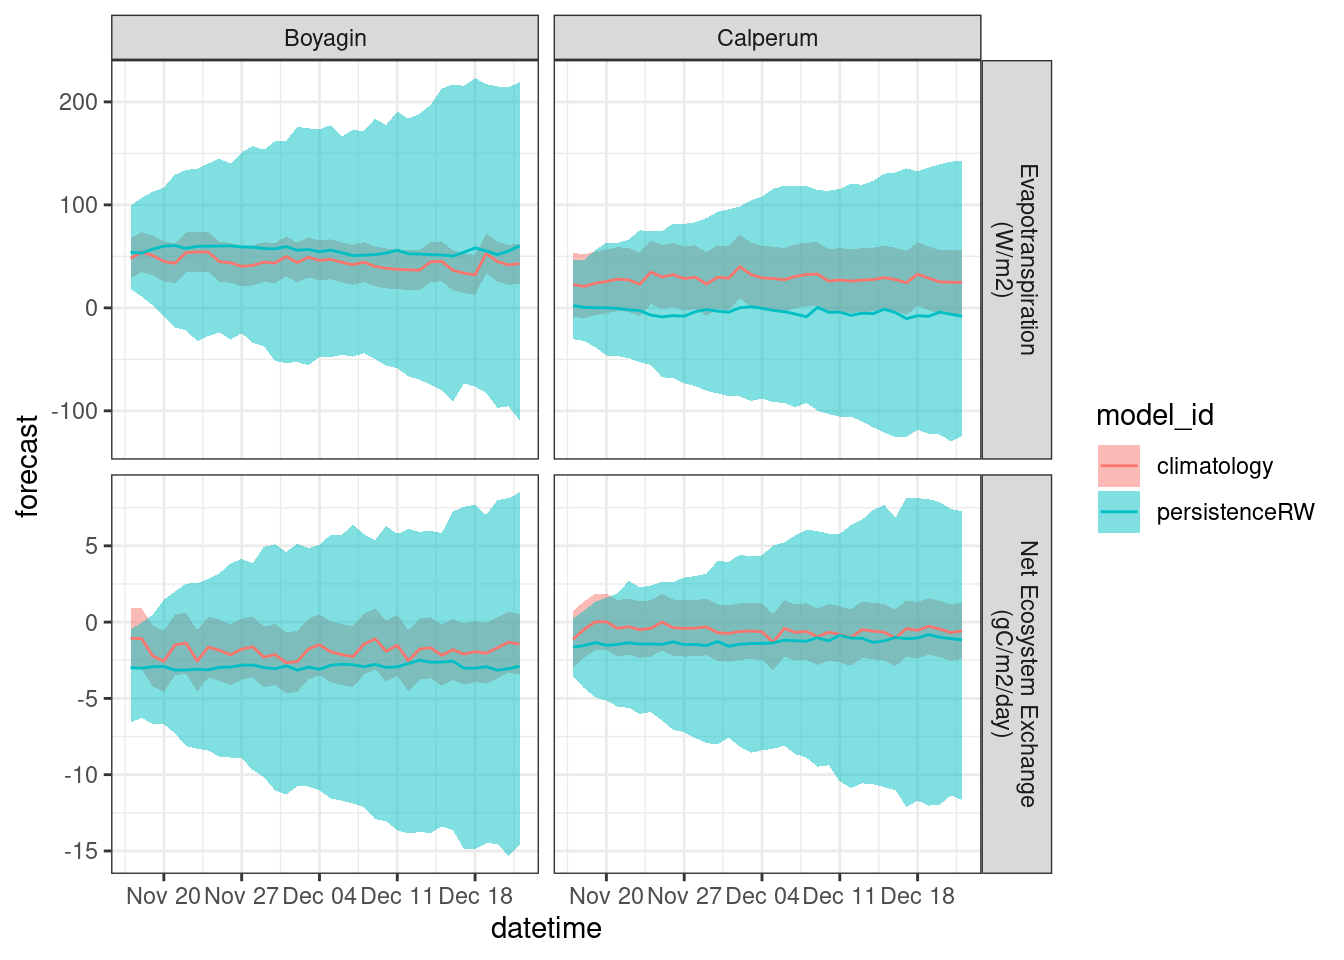 Boyagin
Calperum
200
100
0
-100
Evapotranspiration
(W/m2)
forecast
5
0
-5
-10
-15
Net Ecosystem Exchange
(gC/m2/day)
Nov 20 Nov 27 Dec 04 Dec 11 Dec 18
Nov 20 Nov 27 Dec 04 Dec 11 Dec 18
datetime
model_id
climatology
persistenceRW